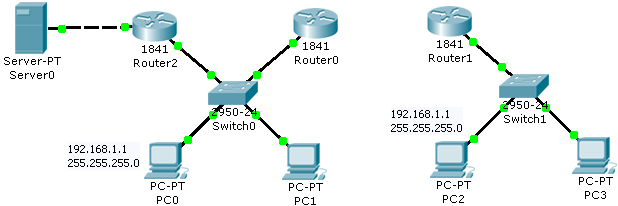 Server-PT
Server0
1841
Router2
1841
Router0
2950-24
Switch0
192.168.1.1
255.255.255.0
PC-PT
PC0
PC-PT
PC1
1841
Router1
2950-24
Switch1
192.168.1.1
255.255.255.0
PC-PT
PC2
PC-PT
PC3